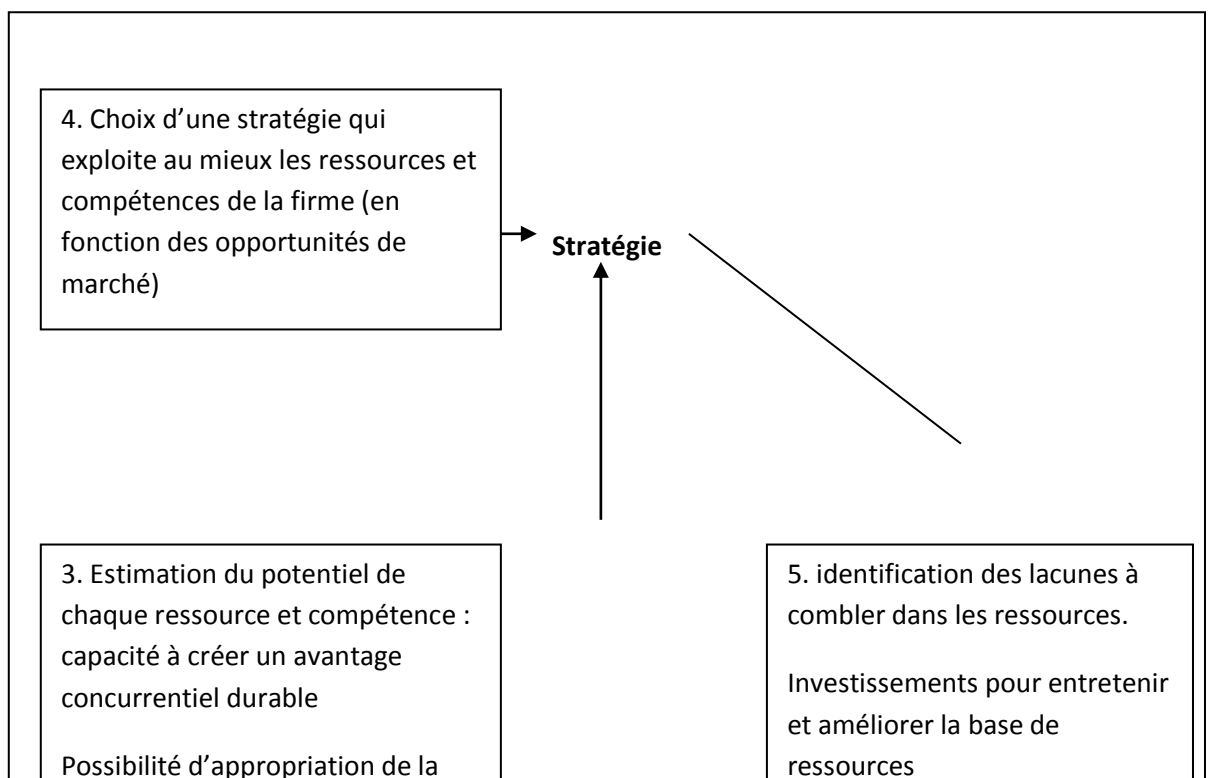 4. Choix d’une stratégie qui
exploite au mieux les ressources et
compétences de la firme (en
fonction des opportunités de
marché)
Stratégie
3. Estimation du potentiel de
chaque ressource et compétence :
capacité à créer un avantage
concurrentiel durable
Possibilité d’appropriation de la
5. identification des lacunes à
combler dans les ressources.
Investissements pour entretenir
et améliorer la base de
ressources